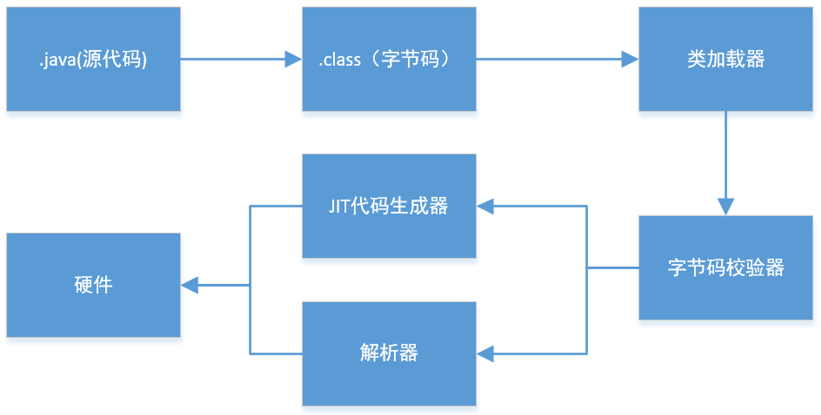 .java(源代码)
.class（字节码）
类加载器
JIT代码生成器
字节码校验器
硬件
解析器